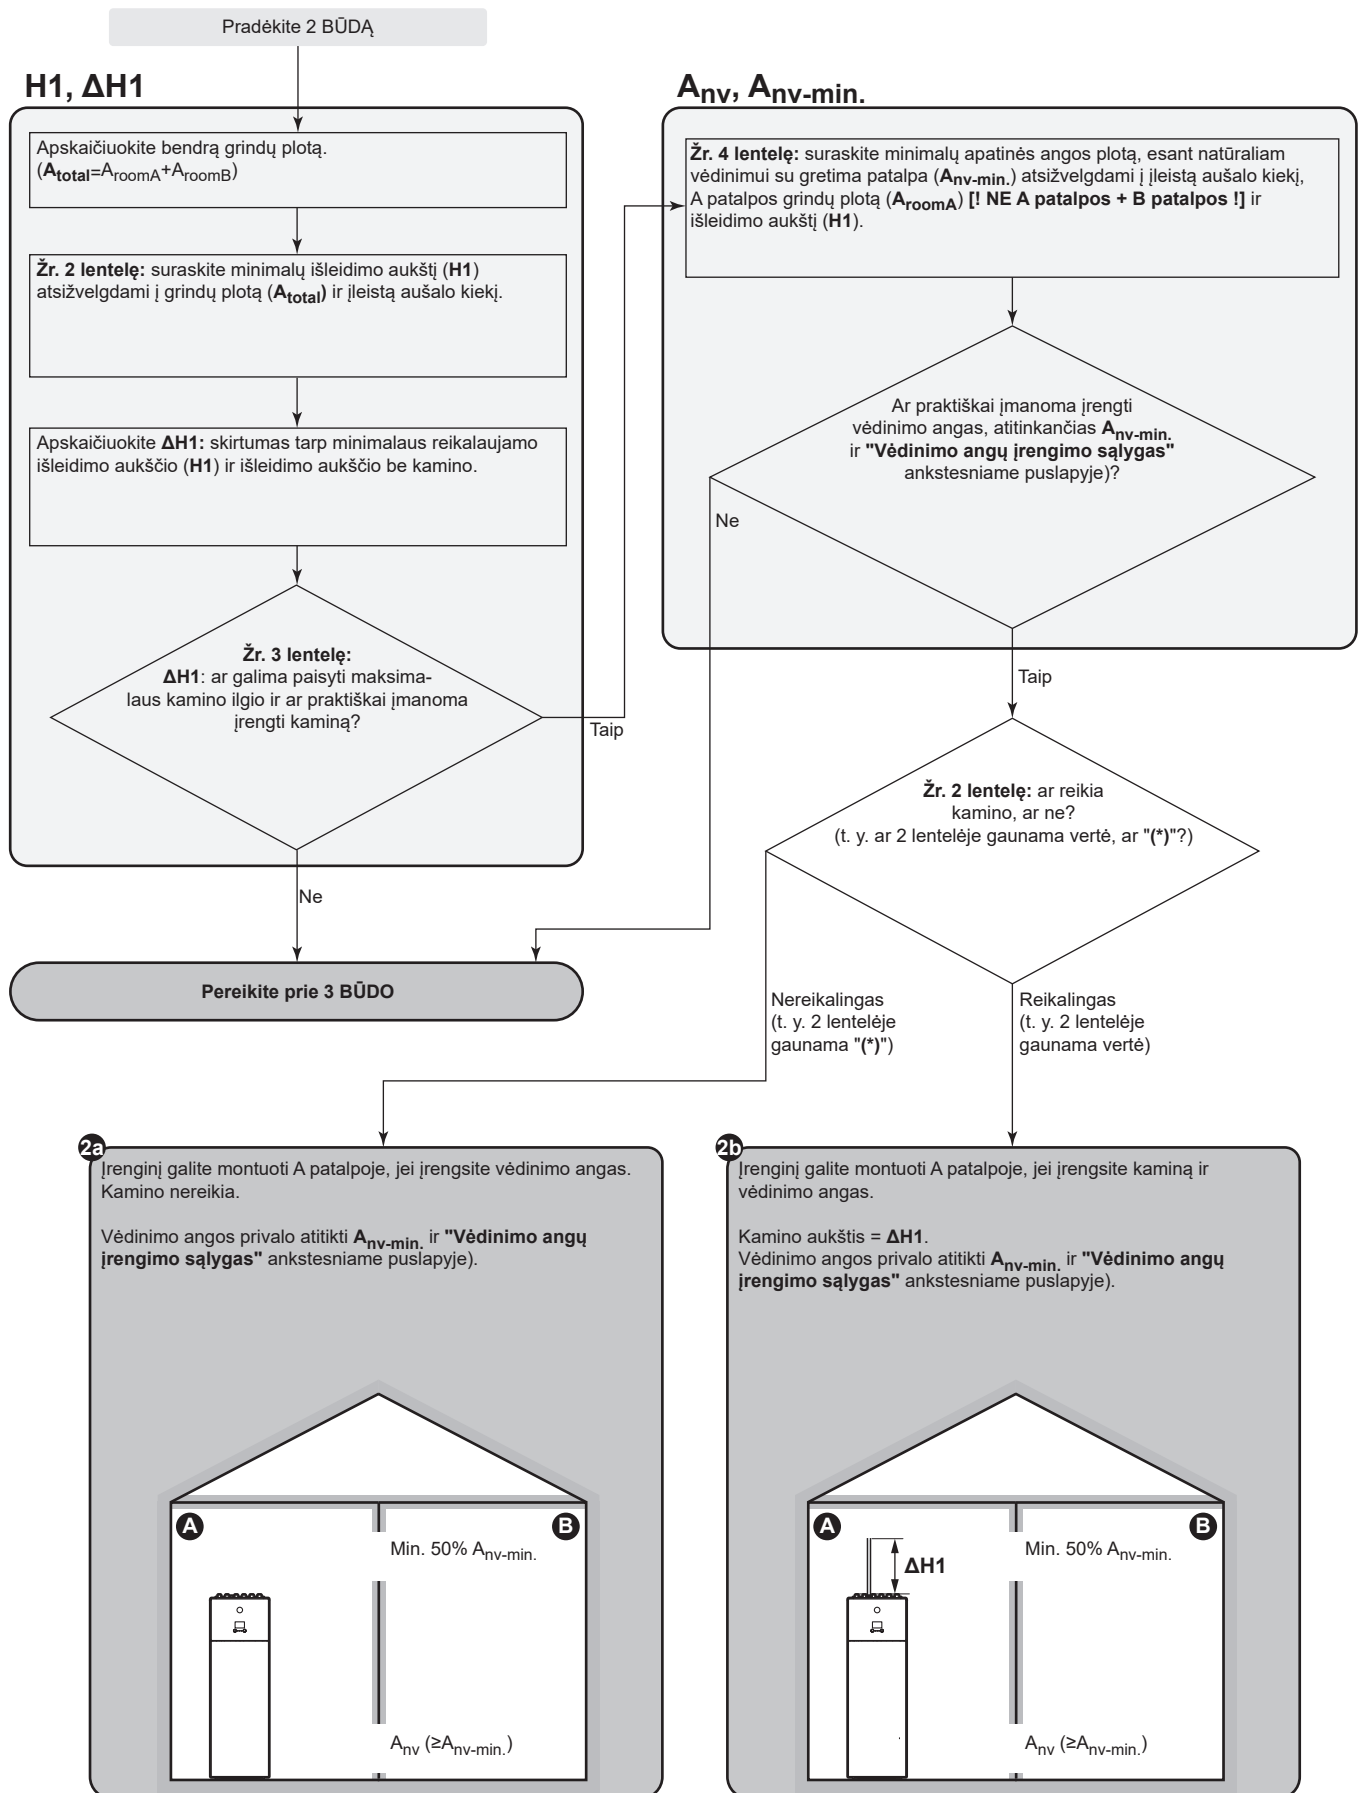 Pradėkite 2 BŪDĄ
H1, ΔH1
Apskaičiuokite bendrą grindų plotą.
(Atotal=AroomA+AroomB)
Žr. 2 lentelę: suraskite minimalų išleidimo aukštį (H1)
atsižvelgdami į grindų plotą (Atotal) ir įleistą aušalo kiekį.
Apskaičiuokite ΔH1: skirtumas tarp minimalaus reikalaujamo
išleidimo aukščio (H1) ir išleidimo aukščio be kamino.
Žr. 3 lentelę:
ΔH1: ar galima paisyti maksima-
laus kamino ilgio ir ar praktiškai įmanoma
įrengti kaminą?
Taip
Ne
Pereikite prie 3 BŪDO
Anv, Anv-min.
Žr. 4 lentelę: suraskite minimalų apatinės angos plotą, esant natūraliam
vėdinimui su gretima patalpa (Anv-min.) atsižvelgdami į įleistą aušalo kiekį,
A patalpos grindų plotą (AroomA) [! NE A patalpos + B patalpos !] ir
išleidimo aukštį (H1).
Ar praktiškai įmanoma įrengti
vėdinimo angas, atitinkančias Anv-min.
ir "Vėdinimo angų įrengimo sąlygas"
ankstesniame puslapyje)?
Ne
Taip
Žr. 2 lentelę: ar reikia
kamino, ar ne?
(t. y. ar 2 lentelėje gaunama vertė, ar "(*)"?)
Nereikalingas
(t. y. 2 lentelėje
gaunama "(*)")
Reikalingas
(t. y. 2 lentelėje
gaunama vertė)
2a
Įrenginį galite montuoti A patalpoje, jei įrengsite vėdinimo angas.
Kamino nereikia.
Vėdinimo angos privalo atitikti Anv-min. ir "Vėdinimo angų
įrengimo sąlygas" ankstesniame puslapyje).
A
B
Min. 50% Anv-min.
Anv (≥Anv-min.)
2b
Įrenginį galite montuoti A patalpoje, jei įrengsite kaminą ir
vėdinimo angas.
Kamino aukštis = ΔH1.
Vėdinimo angos privalo atitikti Anv-min. ir "Vėdinimo angų
įrengimo sąlygas" ankstesniame puslapyje).
A
B
Min. 50% Anv-min.
ΔH1
Anv (≥Anv-min.)